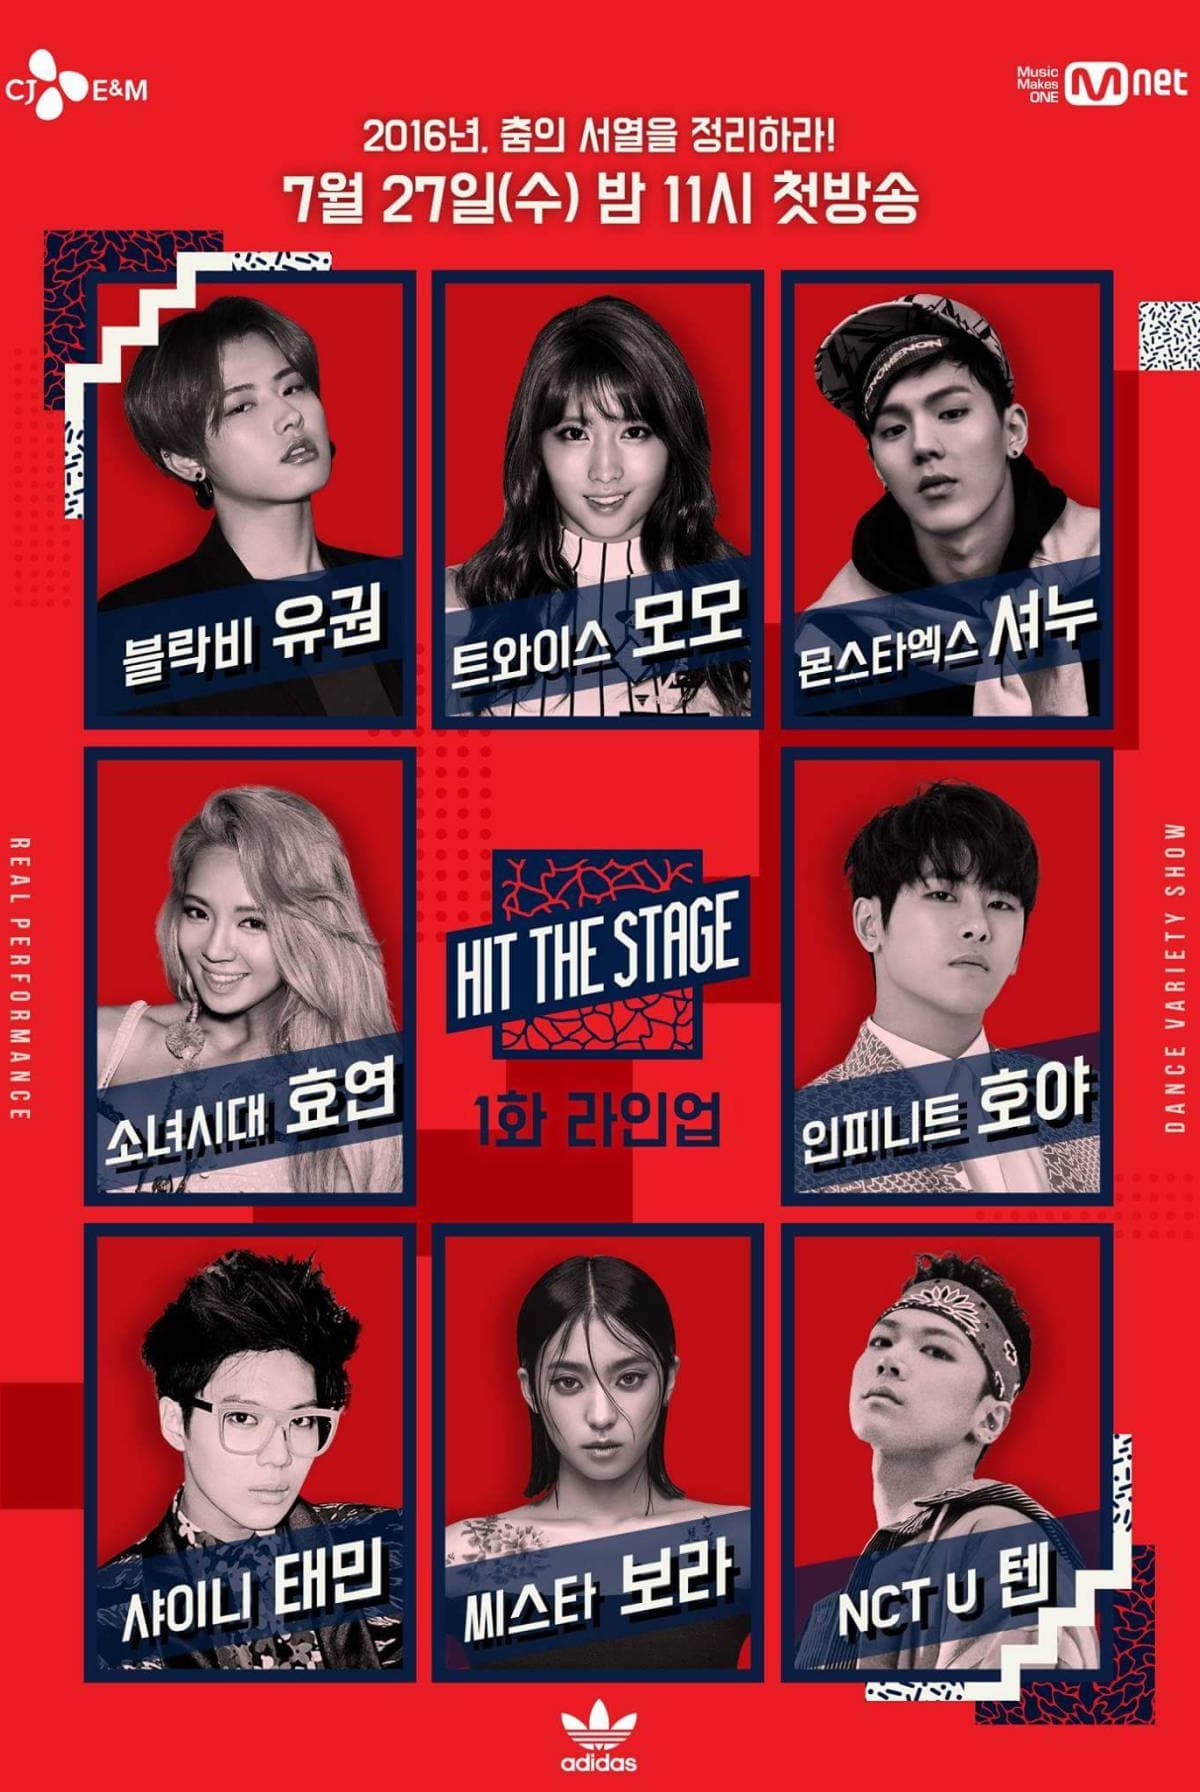 CJ E&M
Music
Makes
ONE
Mnet
2016년, 춤의 서열을 정리하라!
7월 27일(수) 밤 11시 첫방송
PHENOMENON
블락비 유권
트와이스 모모
몬스타엑스 셔누
REAL PERFORMANCE
소녀시대 효연
HIT THE STAGE
1화 라인업
인피니트 호야
DANCE VARIETY SHOW
샤이니 태민
씨스타 보라
NCT U 텐
adidas